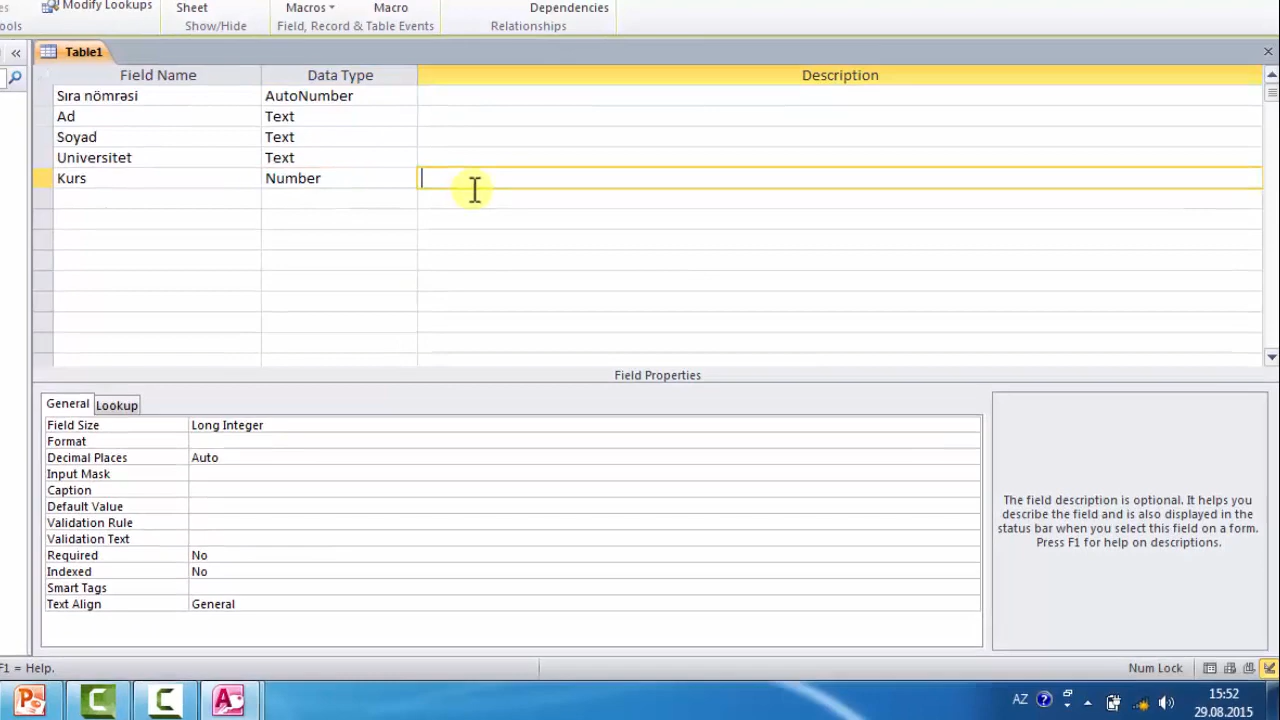 Modify Lookups
Sheet
Macros
Macro
Dependencies
ools
Show/Hide
Field, Record & Table Events
Relationships
«
Table1
Field Name Data Type Description
Sıra nömrəsi AutoNumber
Ad Text
Soyad Text
Universitet Text
Kurs Number
Field Properties
General Lookup
Field Size Long Integer
Format
Decimal Places Auto
Input Mask
Caption
Default Value
Validation Rule
Validation Text
Required No
Indexed No
Smart Tags
Text Align General
The field description is optional. It helps you
describe the field and is also displayed in the
status bar when you select this field on a form.
Press F1 for help on descriptions.
F1 = Help.
Num Lock
AZ
15:52
29.08.2015